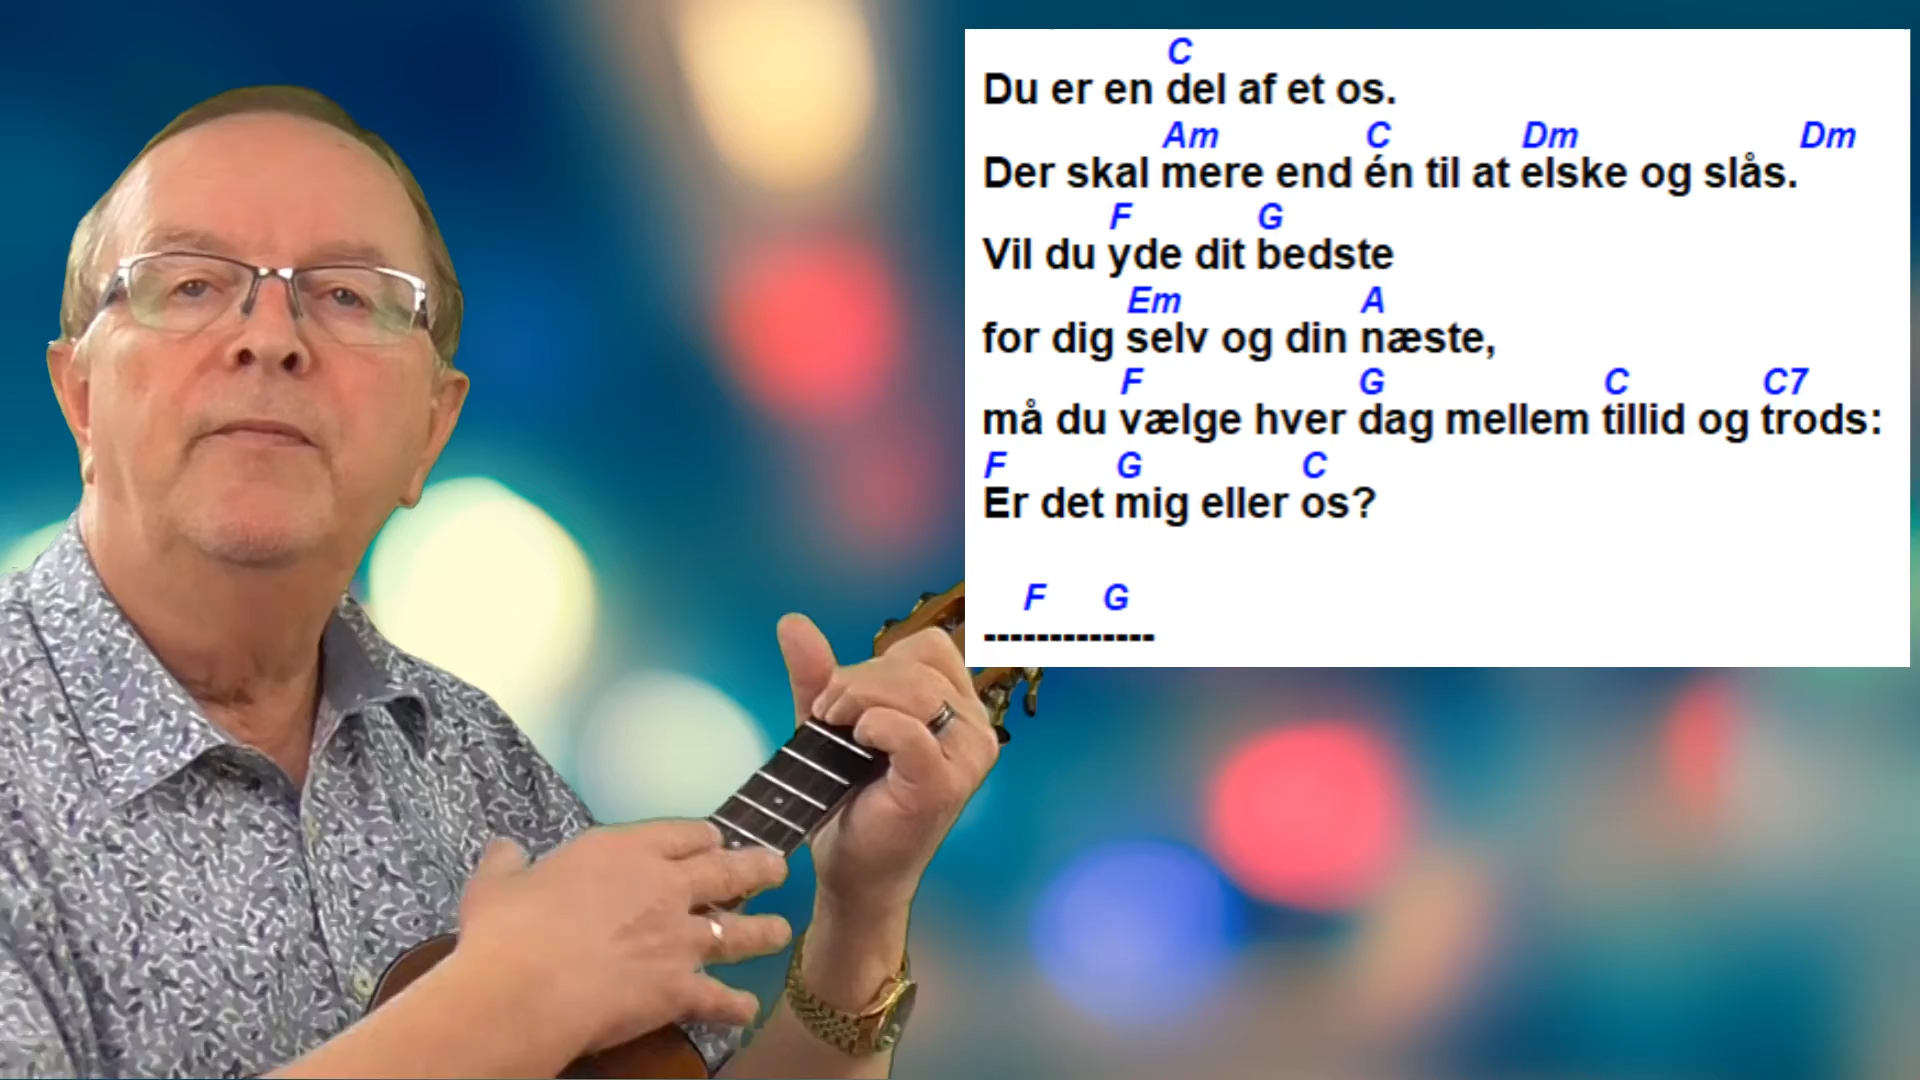 C
Du er en del af et os.
Am C Dm Dm
Der skal mere end én til at elske og slås.
F G
Vil du yde dit bedste
Em A
for dig selv og din næste,
F G C C7
må du vælge hver dag mellem tillid og trods:
F G C
Er det mig eller os?
F G
-------------